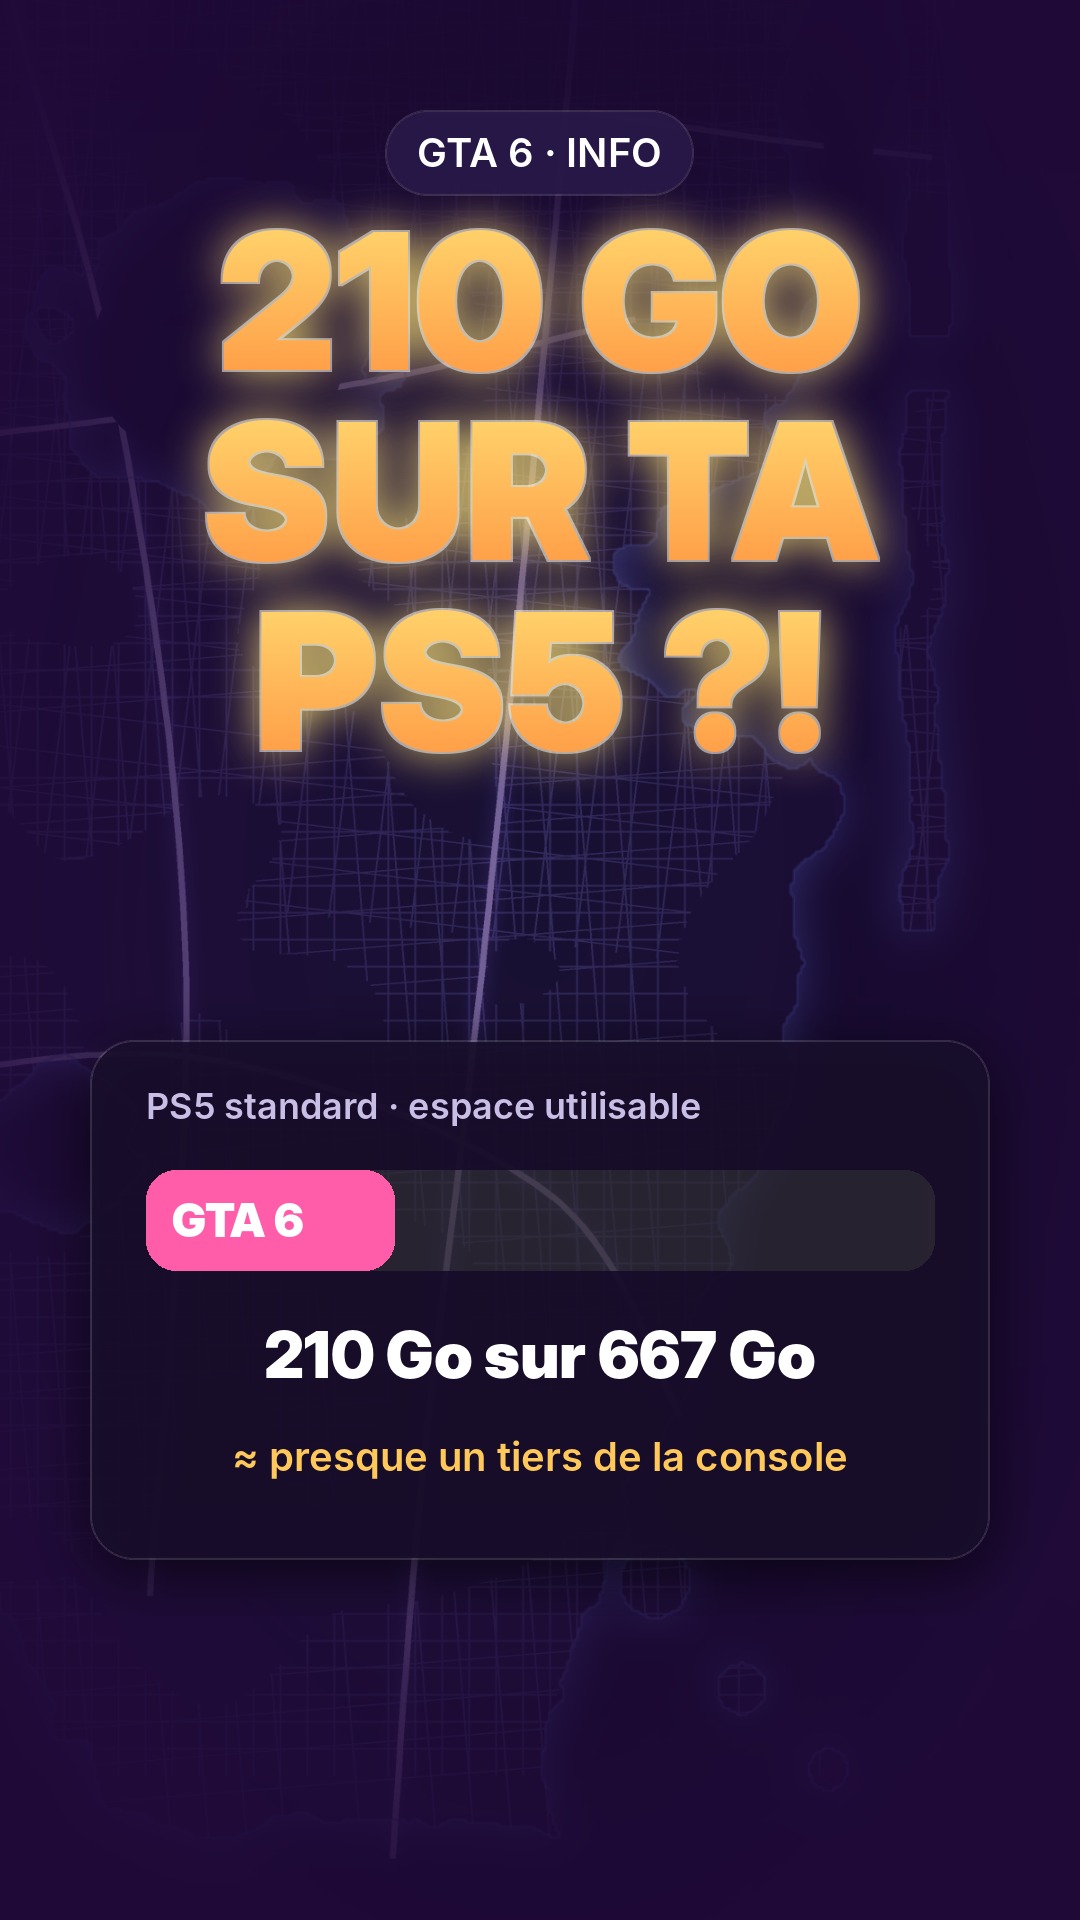 GTA 6 · INFO
210 GO
SUR TA
PS5 ?!
PS5 standard · espace utilisable
GTA 6
210 Go sur 667 Go
≈ presque un tiers de la console